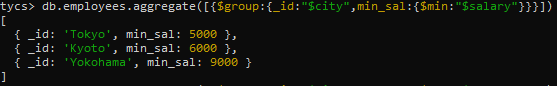 tycs> db.employees.aggregate([{$group:{_id:"$city",min_sal:{$min:"$salary"}}}])
[
  { _id: 'Tokyo', min_sal: 5000 },
  { _id: 'Kyoto', min_sal: 6000 },
  { _id: 'Yokohama', min_sal: 9000 }
]